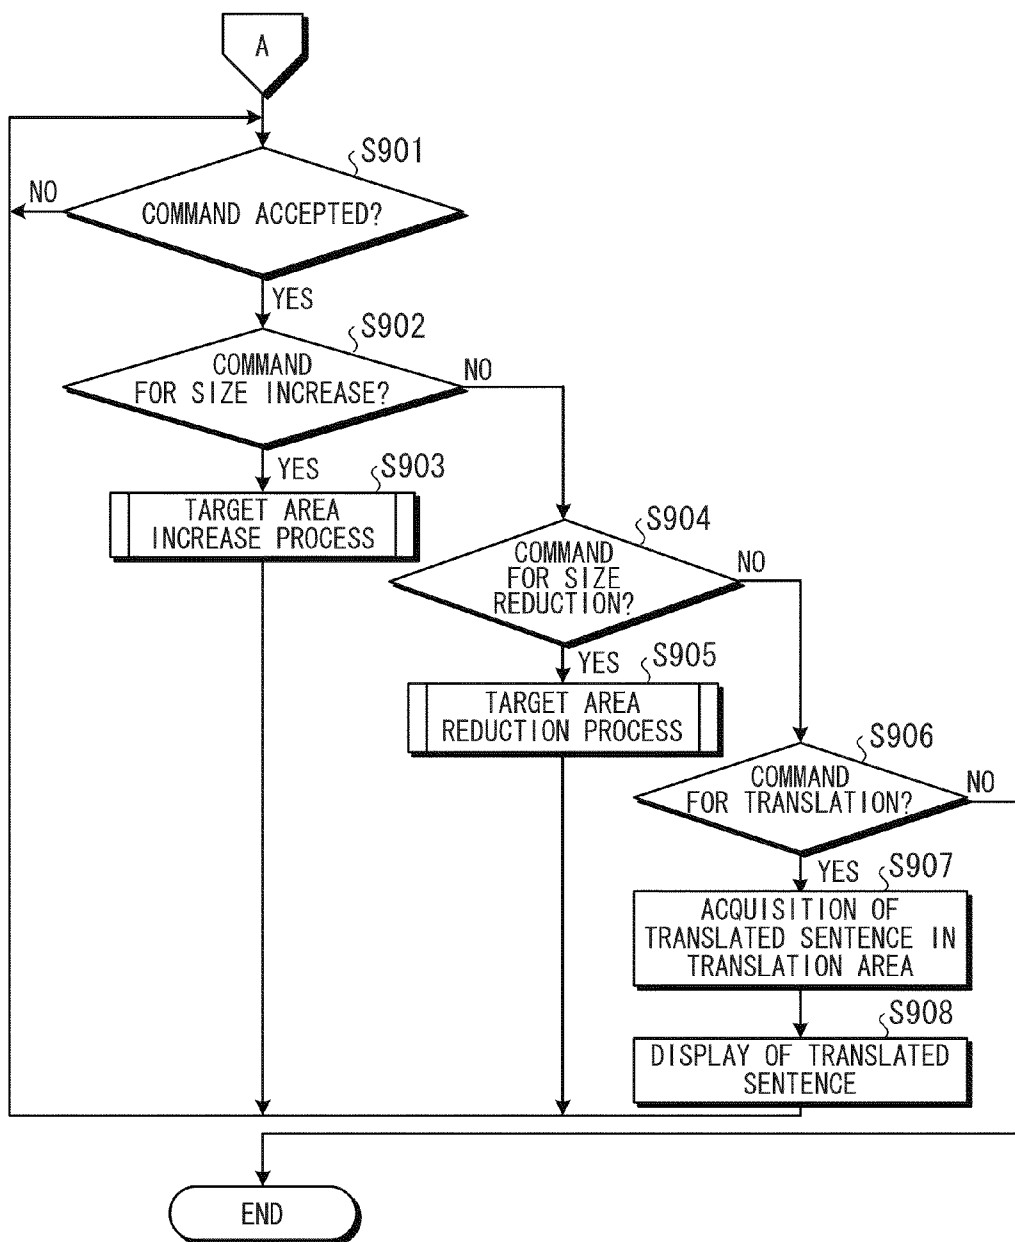 A
S901
NO
COMMAND ACCEPTED?
YES
S902
COMMAND
FOR SIZE INCREASE?
NO
YES
S903
TARGET AREA
INCREASE PROCESS
S904
COMMAND
FOR SIZE
REDUCTION?
NO
YES
S905
TARGET AREA
REDUCTION PROCESS
S906
COMMAND
FOR TRANSLATION?
NO
YES
S907
ACQUISITION OF
TRANSLATED SENTENCE IN
TRANSLATION AREA
S908
DISPLAY OF TRANSLATED
SENTENCE
END